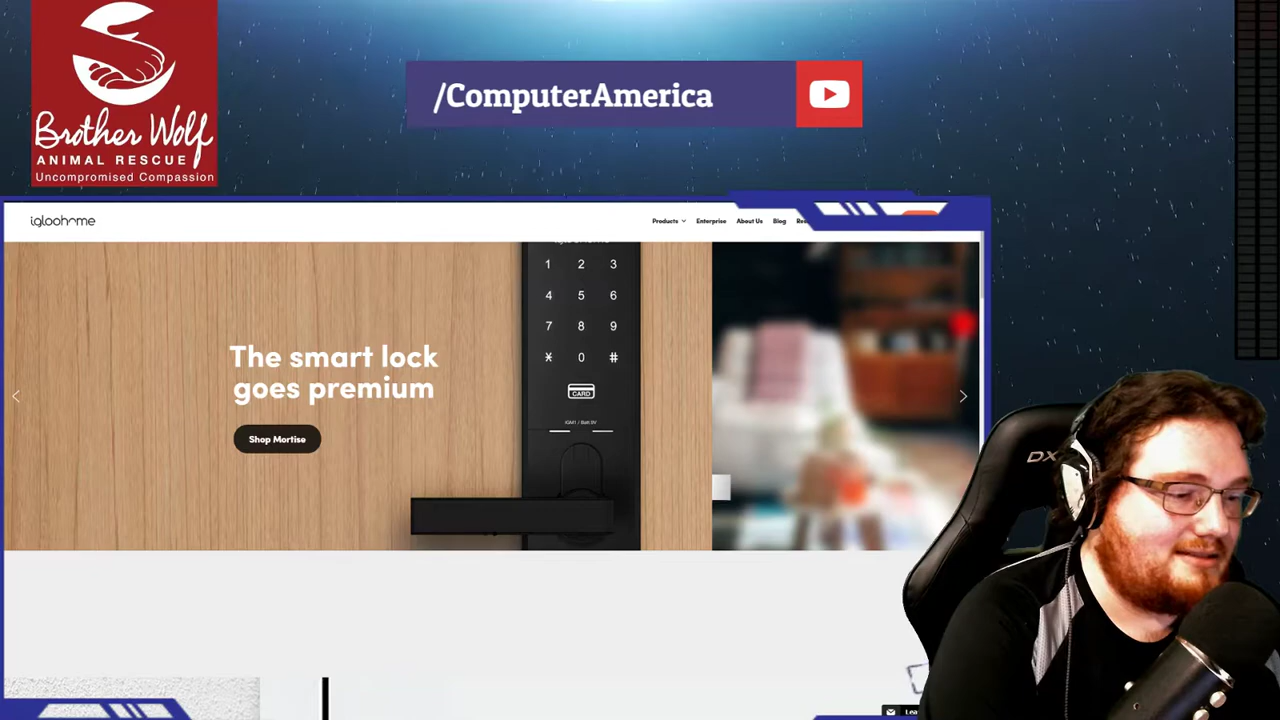 Brother Wolf
ANIMAL RESCUE
Uncompromised Compassion
/ComputerAmerica
igloohome
Products
Enterprise
About Us
Blog
The smart lock
goes premium
Shop Mortise
1 2 3
4 5 6
7 8 9
* 0 #
CARD
DX